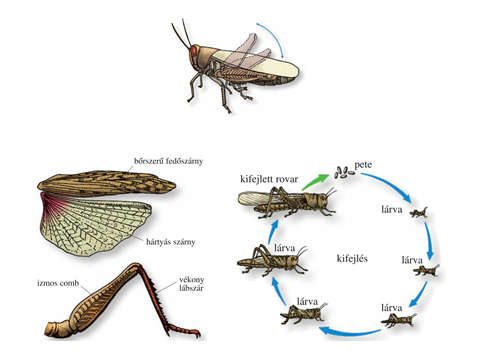 bőrszerű fedőszárny
hártyás szárny
izmos comb
vékony
lábszár
pete
kifejlett rovar
lárva
lárva
kifejlés
lárva
lárva
lárva